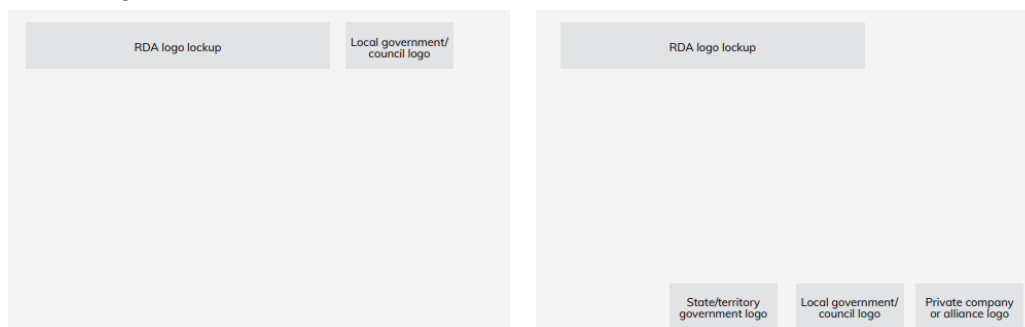 RDA logo lockup
Local government/
council logo
RDA logo lockup
State/territory
government logo
Local government/
council logo
Private company
or alliance logo